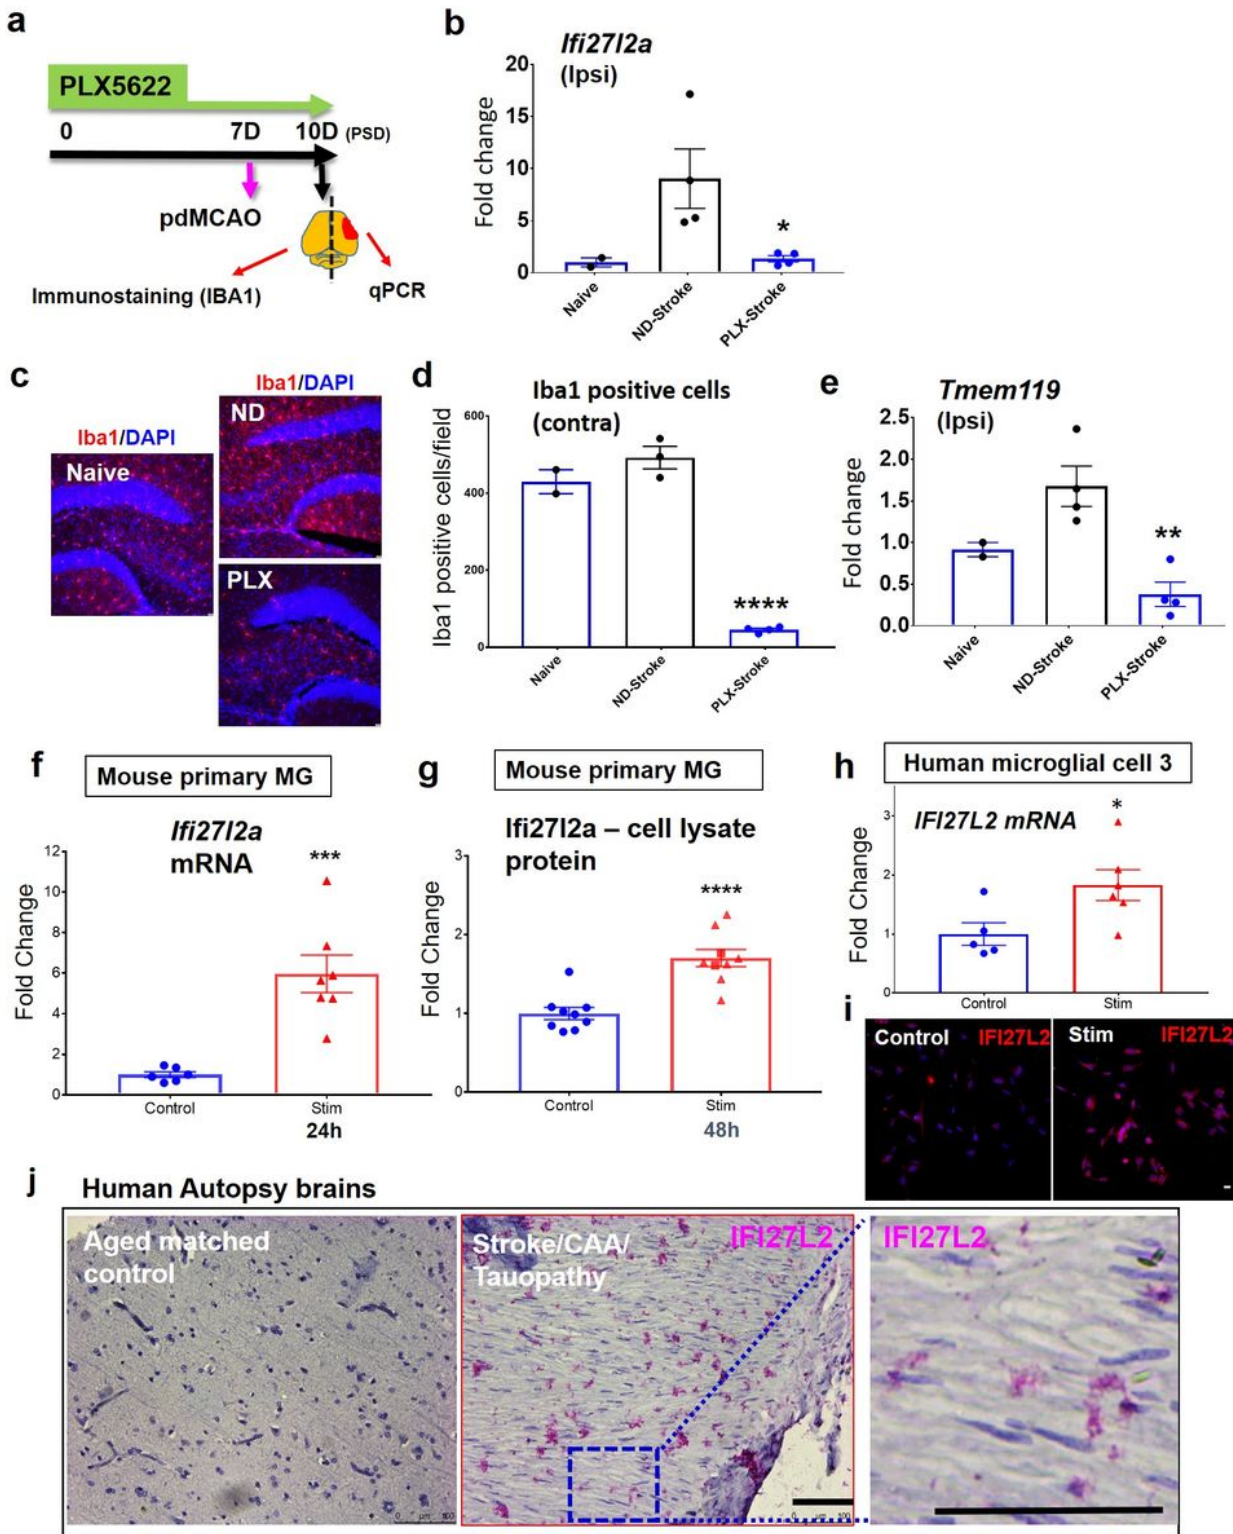 a
PLX5622
0 7D 10D (PSD)
pdMCAO
Immunostaining (IBA1)
qPCR
b
Ifi27l2a
(Ipsi)
Fold change
20
15
10
5
0
Naive
ND-Stroke
PLX-Stroke
*
c
Iba1/DAPI
Naive
Iba1/DAPI
ND
PLX
d
Iba1 positive cells
(contra)
Iba1 positive cells/field
600
400
200
0
Naive
ND-Stroke
PLX-Stroke
****
e
Tmem119
(Ipsi)
Fold change
2.5
2.0
1.5
1.0
0.5
0.0
Naive
ND-Stroke
PLX-Stroke
**
f
Mouse primary MG
Ifi27l2a
mRNA
Fold Change
12
10
8
6
4
2
0
***
Control
Stim
24h
g
Mouse primary MG
Ifi27l2a – cell lysate
protein
Fold Change
3
2
1
0
****
Control
Stim
48h
h
Human microglial cell 3
IFI27L2 mRNA
Fold Change
3
2
1
0
*
Control
Stim
i
Control IFI27L2
Stim IFI27L2
j
Human Autopsy brains
Aged matched
control
0 µm 100
Stroke/CAA/
Tauopathy
IFI27L2
µm 100
IFI27L2